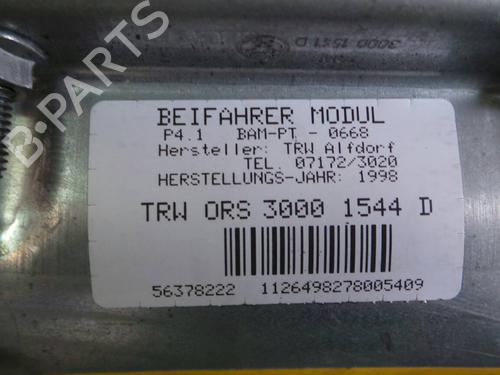 3000 1541 D
BEIFAHRER MODUL
P4.1 BAM-PT - 0668
Hersteller: TRW Alfdorf
TEL. 07172/3020
HERSTELLUNGS-JAHR: 1998
TRW ORS 3000 1544 D
56378222 1126498278005409
B-PARTS